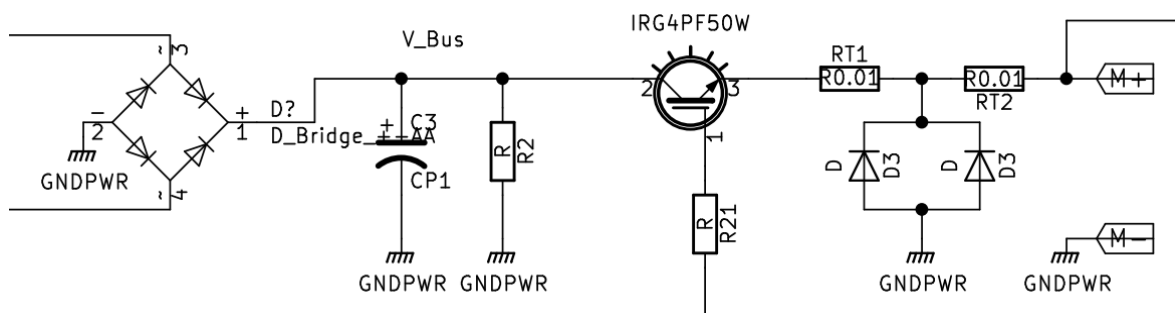 IRG4PF50W
V_Bus
RT1
R0.01
R0.01
RT2
M+
~
3
2
3
1
-
2
+
1
D?
D_Bridge_+-AA
+
C3
CP1
R
R2
R
R21
D
D3
D
D3
~
4
M-
GNDPWR
GNDPWR
GNDPWR
GNDPWR
GNDPWR